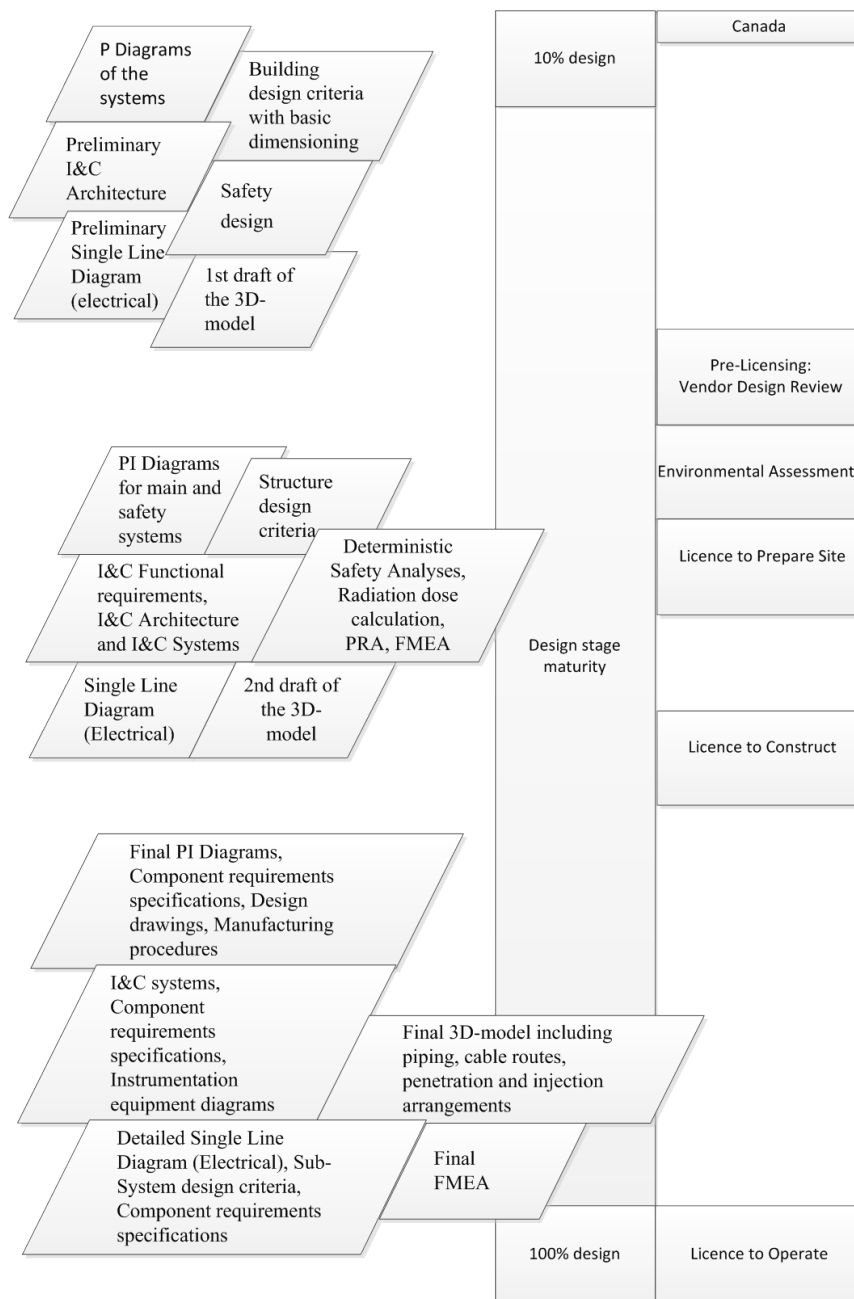 P Diagrams
of the
systems
Building
design criteria
with basic
dimensioning
Preliminary
I&C
Architecture
Safety
design
Preliminary
Single Line
Diagram
(electrical)
1st draft of
the 3D-
model
PI Diagrams
for main and
safety
systems
Structure
design
criteria
I&C Functional
requirements,
I&C Architecture
and I&C Systems
Deterministic
Safety Analyses,
Radiation dose
calculation,
PRA, FMEA
Single Line
Diagram
(Electrical)
2nd draft of
the 3D-
model
Final PI Diagrams,
Component requirements
specifications, Design
drawings, Manufacturing
procedures
I&C systems,
Component
requirements
specifications,
Instrumentation
equipment diagrams
Final 3D-model including
piping, cable routes,
penetration and injection
arrangements
Detailed Single Line
Diagram (Electrical), Sub-
System design criteria,
Component requirements
specifications
Final
FMEA
10% design
Design stage
maturity
100% design
Canada
Pre-Licensing:
Vendor Design Review
Environmental Assessment
Licence to Prepare Site
Licence to Construct
Licence to Operate